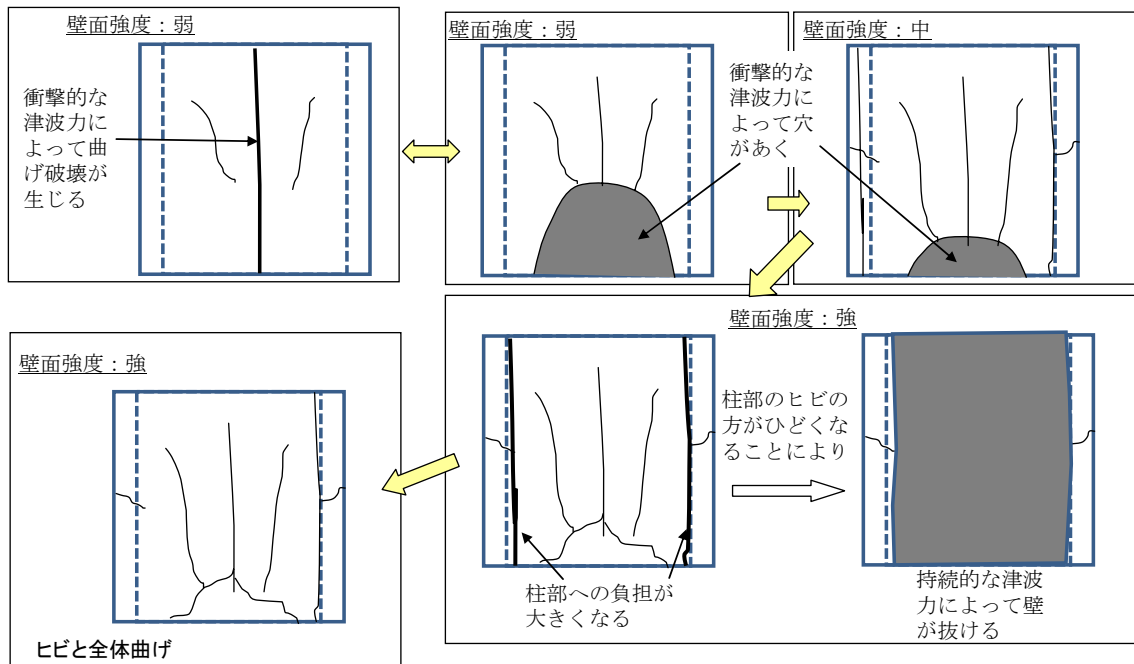 壁面強度：弱
衝撃的な
津波力に
よって曲
げ破壊が
生じる
壁面強度：弱
壁面強度：中
衝撃的な
津波力に
よって穴
があく
壁面強度：強
柱部のヒビの
方がひどくな
ることにより
柱部への負担が
大きくなる
持続的な津波
力によって壁
が抜ける
壁面強度：強
ヒビと全体曲げ